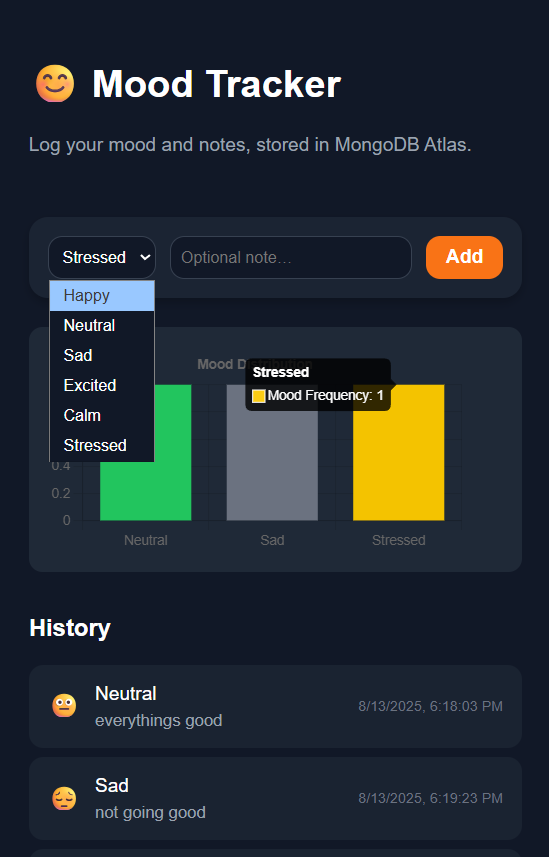 Mood Tracker
Log your mood and notes, stored in MongoDB Atlas.
Stressed
Optional note...
Add
Happy
Neutral
Sad
Excited
Calm
Stressed
Mood Distribution
Stressed
Mood Frequency: 1
0.4
0.2
0
Neutral
Sad
Stressed
History
Neutral
everythings good
8/13/2025, 6:18:03 PM
Sad
not going good
8/13/2025, 6:19:23 PM